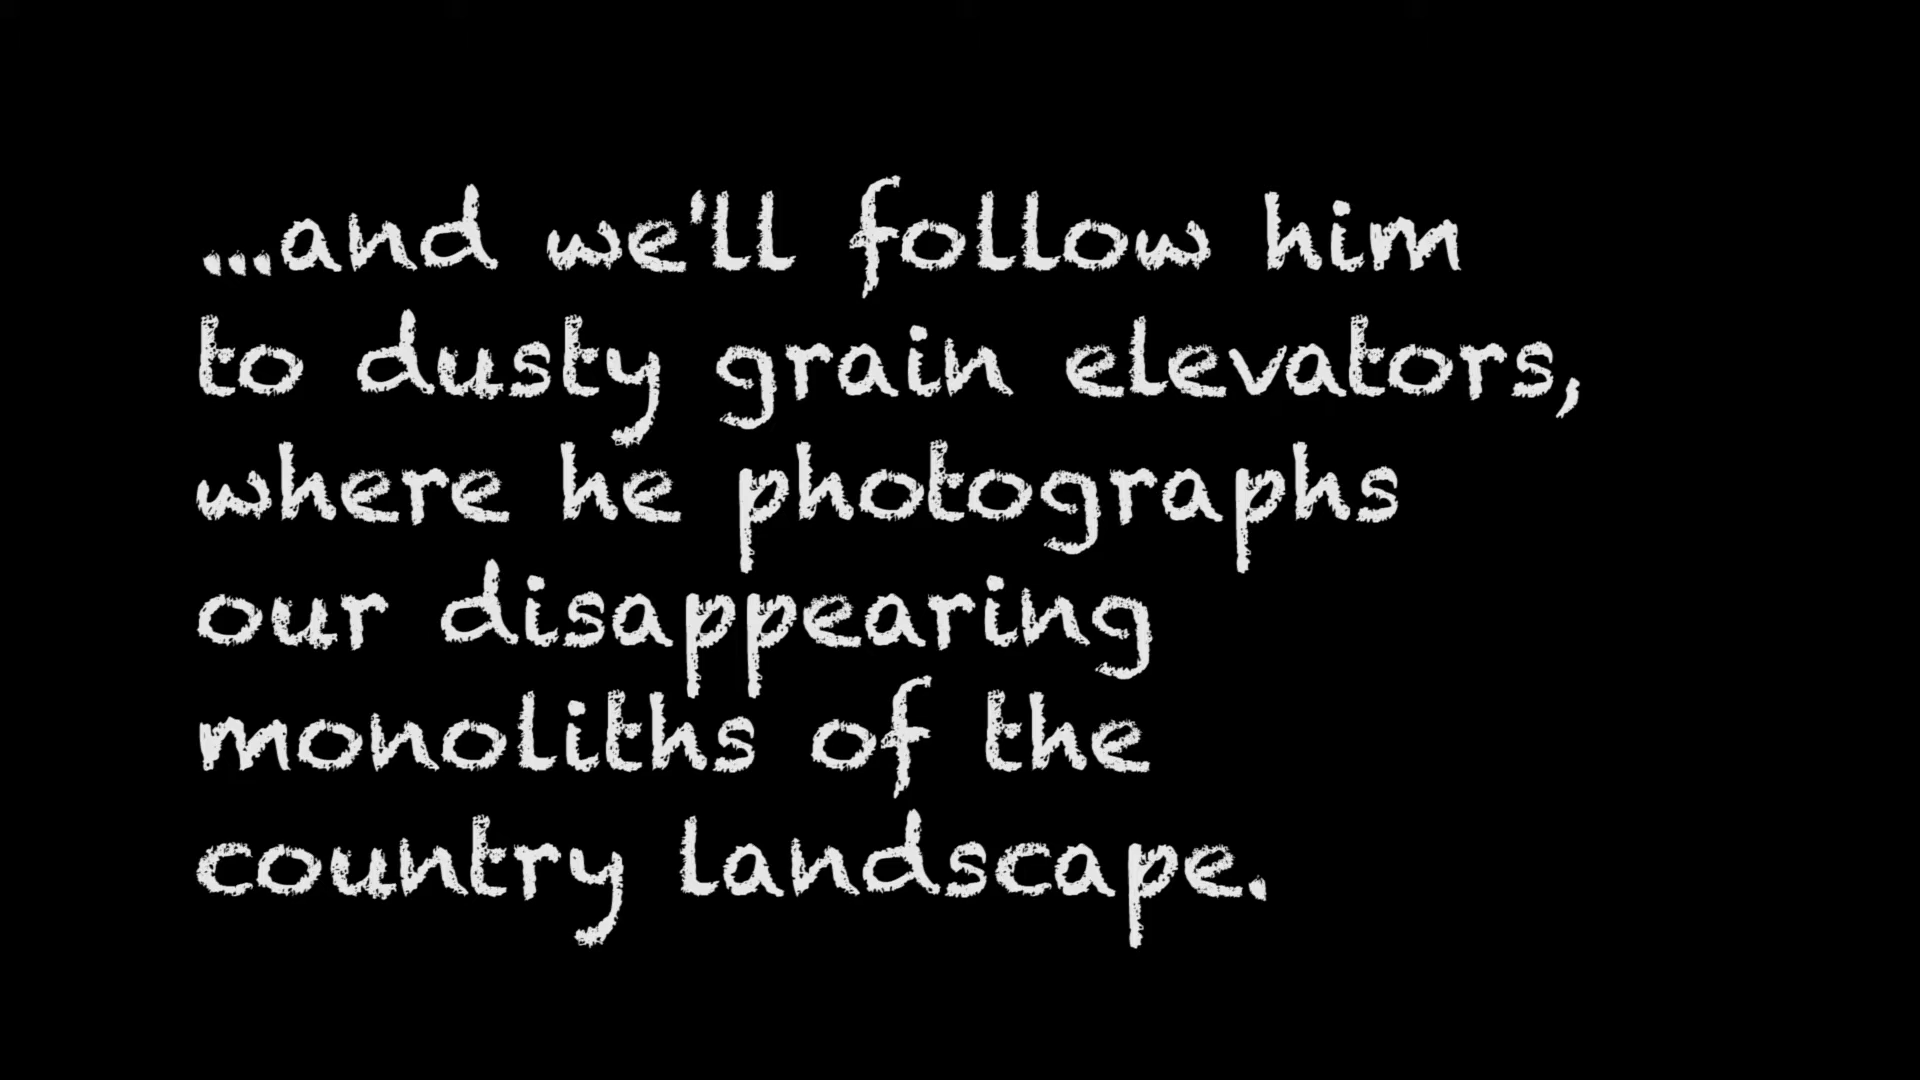 ...and we'll follow him
to dusty grain elevators,
where he photographs
our disappearing
monoliths of the
country landscape.